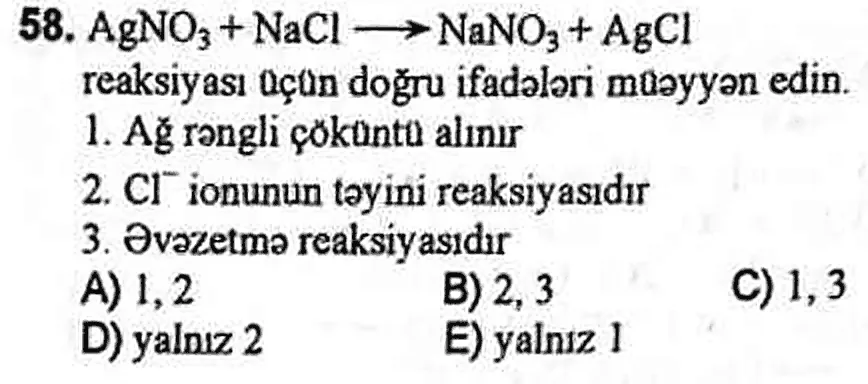 58. AgNO₃ + NaCl ⟶ NaNO₃ + AgCl
reaksiyası üçün doğru ifadələri müəyyən edin.
1. Ağ rəngli çöküntü alınır
2. Cl⁻ ionunun təyini reaksiyasıdır
3. Əvəzetmə reaksiyasıdır
A) 1, 2 B) 2, 3 C) 1, 3
D) yalnız 2 E) yalnız 1